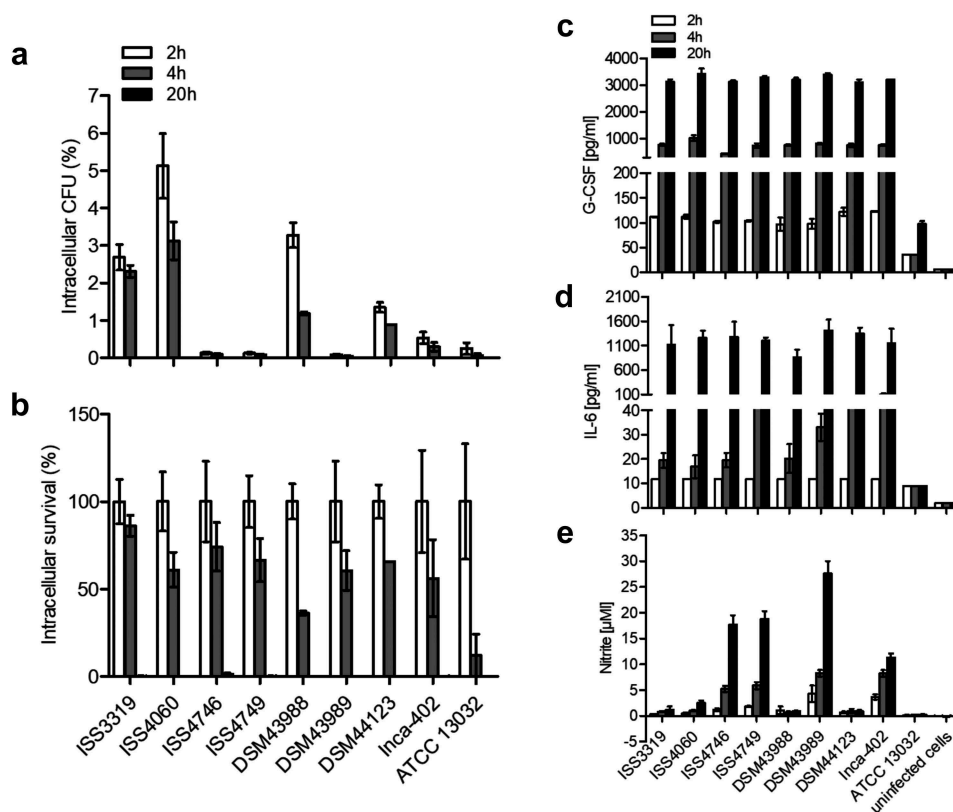 a
2h
4h
20h
Intracellular CFU (%)
7
6
5
4
3
2
1
0
b
Intracellular survival (%)
150
100
50
0
ISS3319
ISS4060
ISS4746
ISS4749
DSM43988
DSM43989
DSM44123
Inca-402
ATCC 13032
c
2h
4h
20h
G-CSF [pg/ml]
4000
3000
2000
1000
200
150
100
50
0
d
IL-6 [pg/ml]
2100
1600
1100
600
100
40
30
20
10
0
e
Nitrite [µMl]
35
30
25
20
15
10
5
0
-5
ISS3319
ISS4060
ISS4746
ISS4749
DSM43988
DSM43989
DSM44123
Inca-402
ATCC 13032
uninfected cells